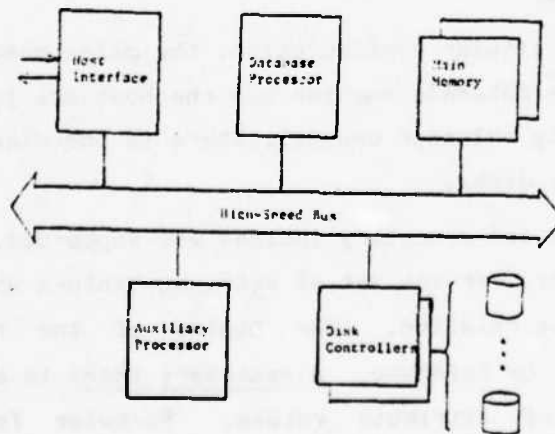 Host
Interface
Database
Processor
Main
Memory
High-Speed Bus
Auxiliary
Processor
Disk
Controllers